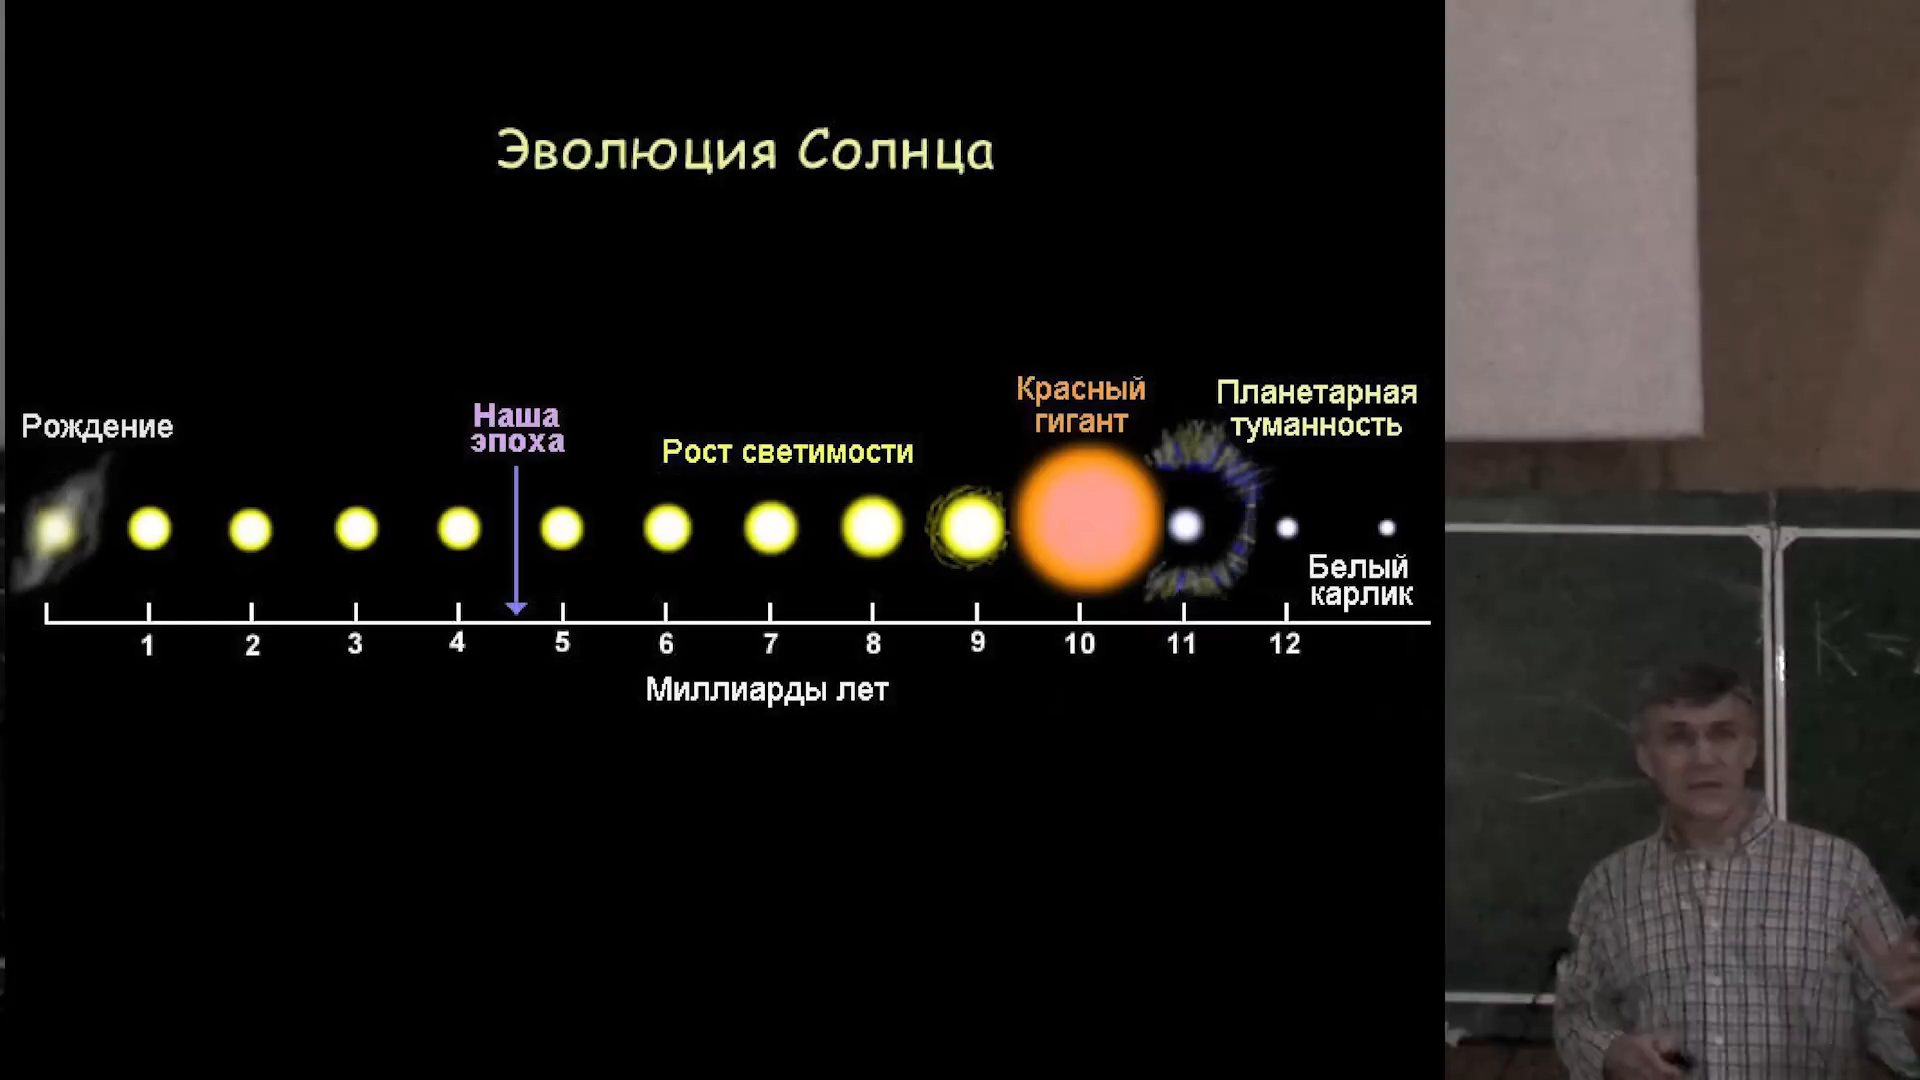 Эволюция Солнца
Рождение
Наша
эпоха
Рост светимости
Красный
гигант
Планетарная
туманность
Белый
карлик
1 2 3 4 5 6 7 8 9 10 11 12
Миллиарды лет